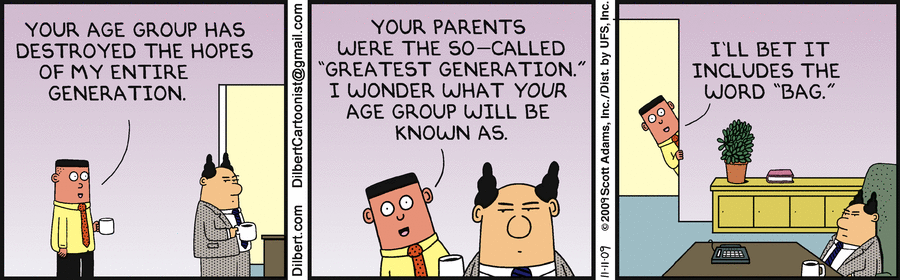 YOUR AGE GROUP HAS
DESTROYED THE HOPES
OF MY ENTIRE
GENERATION.
Dilbert.com DilbertCartoonist@gmail.com
YOUR PARENTS
WERE THE SO-CALLED
"GREATEST GENERATION."
I WONDER WHAT YOUR
AGE GROUP WILL BE
KNOWN AS.
11-11-09 ©2009 Scott Adams, Inc./Dist. by UFS, Inc.
I'LL BET IT
INCLUDES THE
WORD "BAG."